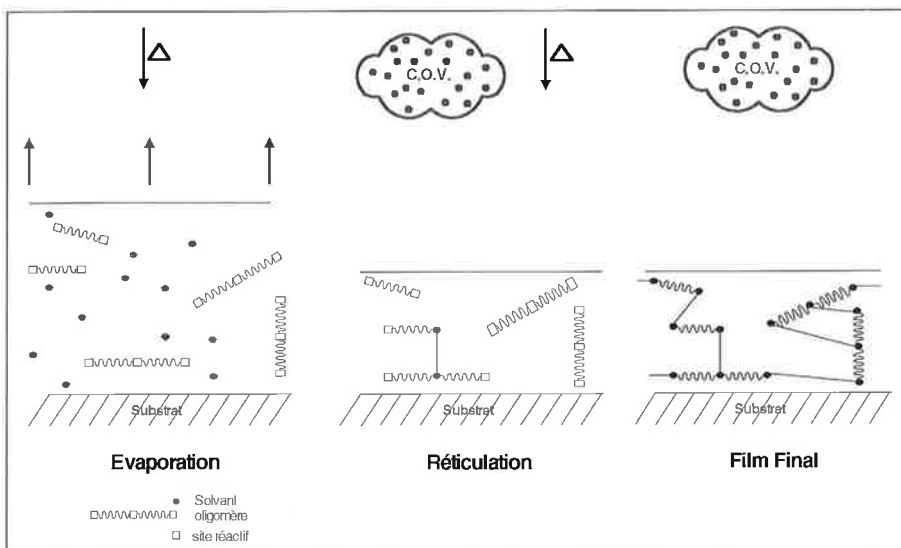 Δ
C.O.V.
Δ
C.O.V.
Substrat
Substrat
Substrat
Evaporation
Réticulation
Film Final
Solvant
oligomère
site réactif